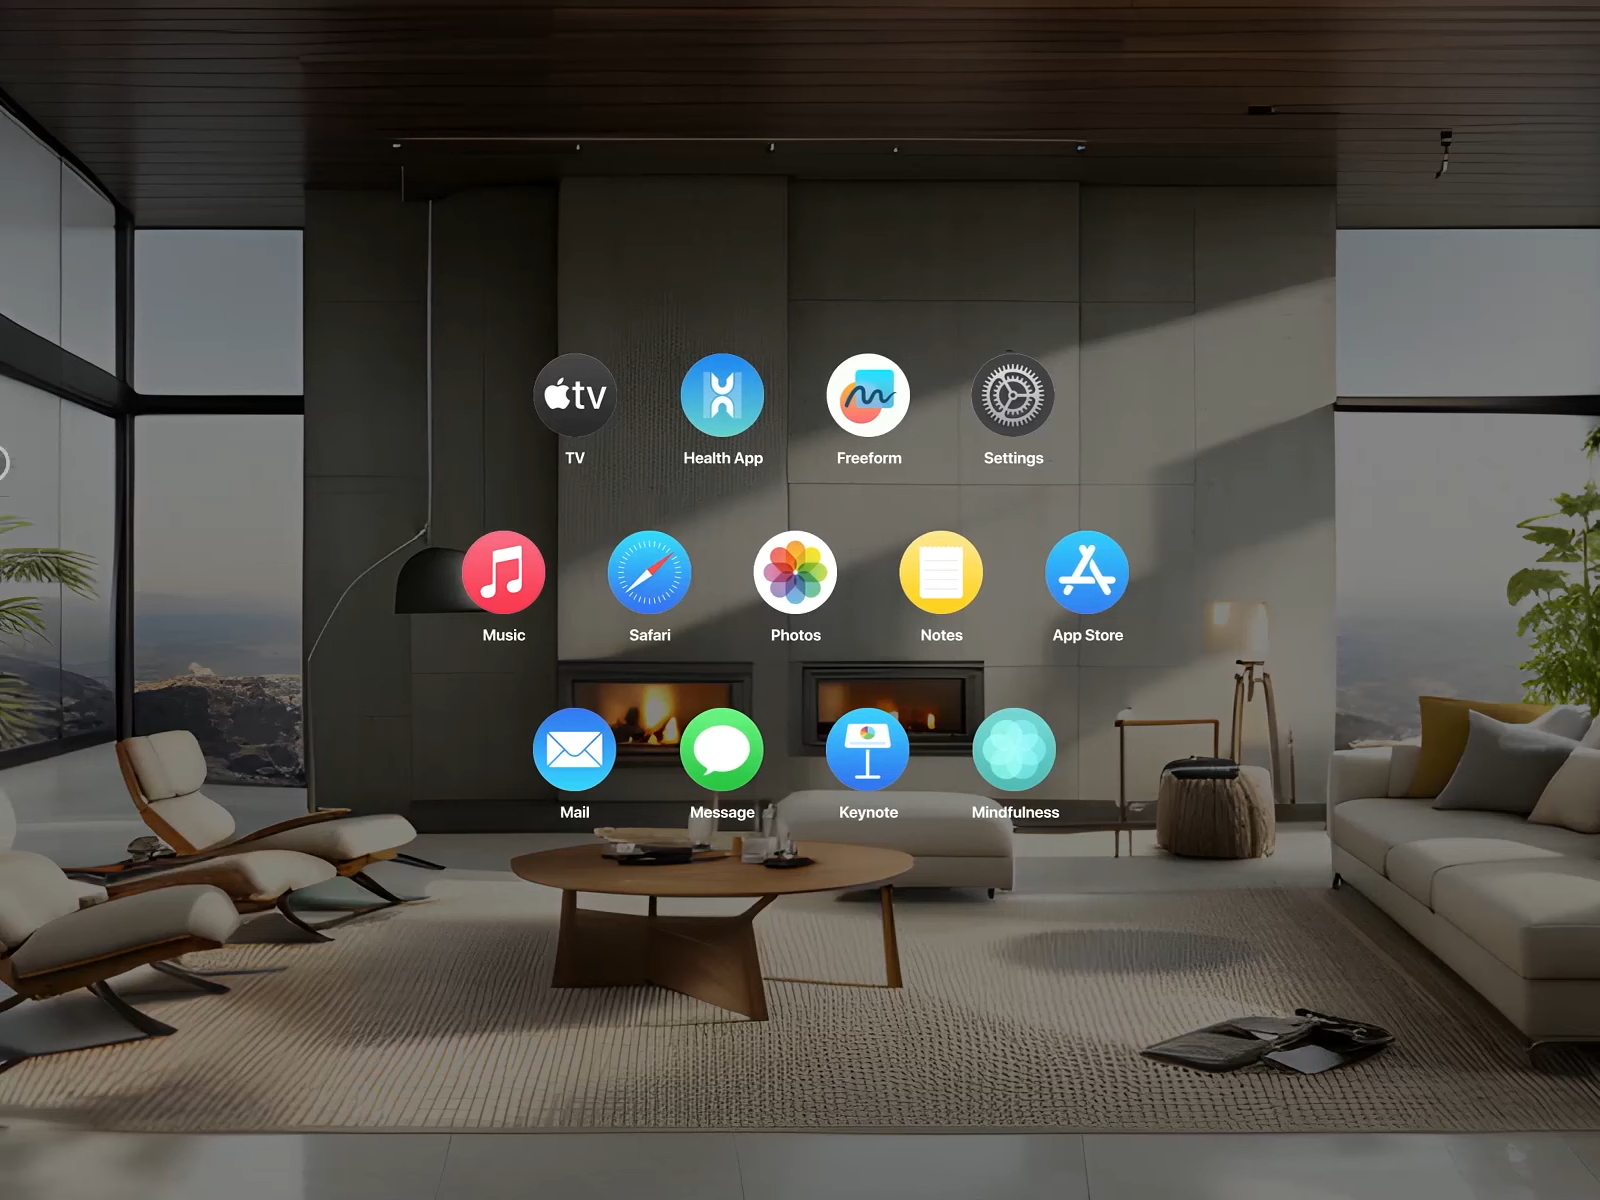 tv
TV
Health App
Freeform
Settings
Music
Safari
Photos
Notes
App Store
Mail
Message
Keynote
Mindfulness